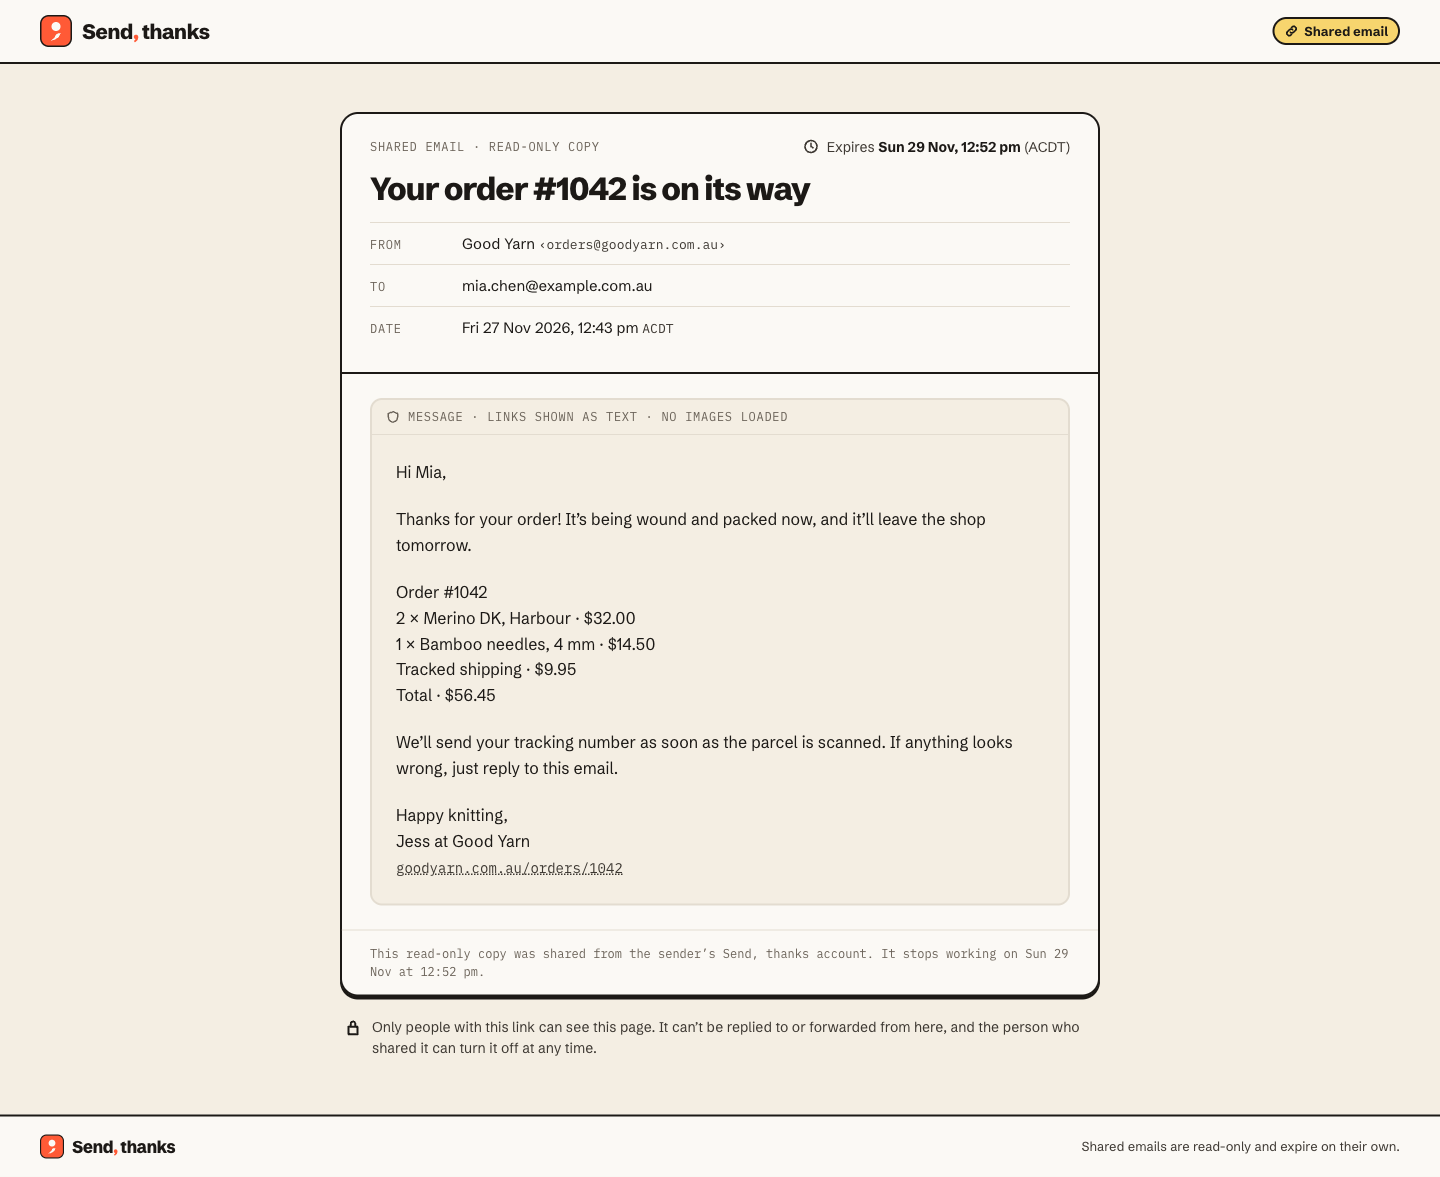 Send, thanks
Shared email
SHARED EMAIL · READ-ONLY COPY
Expires Sun 29 Nov, 12:52 pm (ACDT)
Your order #1042 is on its way
FROM Good Yarn ‹orders@goodyarn.com.au›
TO mia.chen@example.com.au
DATE Fri 27 Nov 2026, 12:43 pm ACDT
MESSAGE · LINKS SHOWN AS TEXT · NO IMAGES LOADED
Hi Mia,
Thanks for your order! It’s being wound and packed now, and it’ll leave the shop
tomorrow.
Order #1042
2 × Merino DK, Harbour · $32.00
1 × Bamboo needles, 4 mm · $14.50
Tracked shipping · $9.95
Total · $56.45
We’ll send your tracking number as soon as the parcel is scanned. If anything looks
wrong, just reply to this email.
Happy knitting,
Jess at Good Yarn
goodyarn.com.au/orders/1042
This read-only copy was shared from the sender’s Send, thanks account. It stops working on Sun 29
Nov at 12:52 pm.
Only people with this link can see this page. It can’t be replied to or forwarded from here, and the person who
shared it can turn it off at any time.
Send, thanks
Shared emails are read-only and expire on their own.